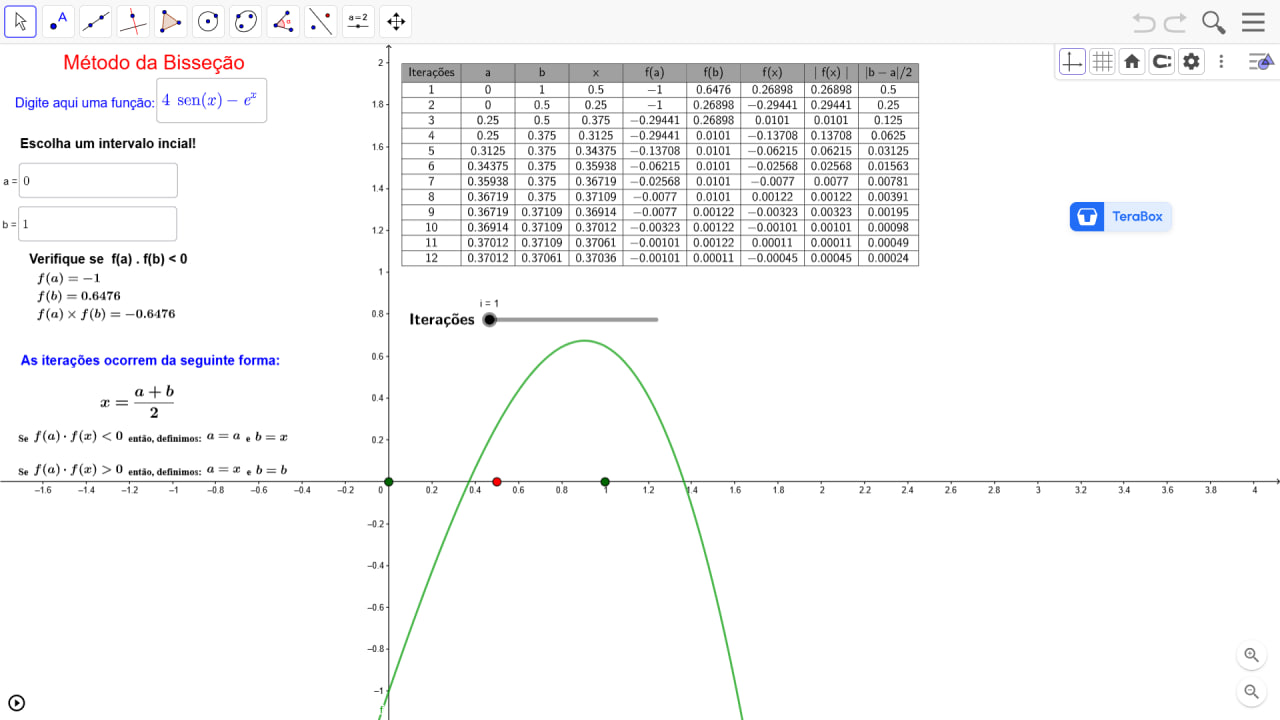 A
a=2
Método da Bisseção
Digite aqui uma função: 4 sen(x) − eˣ
Escolha um intervalo incial!
a = 0
b = 1
Verifique se f(a) . f(b) < 0
f(a) = −1
f(b) = 0.6476
f(a) × f(b) = −0.6476
As iterações ocorrem da seguinte forma:
x = (a + b)/2
Se f(a) · f(x) < 0 então, definimos: a = a e b = x
Se f(a) · f(x) > 0 então, definimos: a = x e b = b
Iterações a b x f(a) f(b) f(x) | f(x) | |b − a|/2
1 0 1 0.5 −1 0.6476 0.26898 0.26898 0.5
2 0 0.5 0.25 −1 0.26898 −0.29441 0.29441 0.25
3 0.25 0.5 0.375 −0.29441 0.26898 0.0101 0.0101 0.125
4 0.25 0.375 0.3125 −0.29441 0.0101 −0.13708 0.13708 0.0625
5 0.3125 0.375 0.34375 −0.13708 0.0101 −0.06215 0.06215 0.03125
6 0.34375 0.375 0.35938 −0.06215 0.0101 −0.02568 0.02568 0.01563
7 0.35938 0.375 0.36719 −0.02568 0.0101 −0.0077 0.0077 0.00781
8 0.36719 0.375 0.37109 −0.0077 0.0101 0.00122 0.00122 0.00391
9 0.36719 0.37109 0.36914 −0.0077 0.00122 −0.00323 0.00323 0.00195
10 0.36914 0.37109 0.37012 −0.00323 0.00122 −0.00101 0.00101 0.00098
11 0.37012 0.37109 0.37061 −0.00101 0.00122 0.00011 0.00011 0.00049
12 0.37012 0.37061 0.37036 −0.00101 0.00011 −0.00045 0.00045 0.00024
TeraBox
i = 1
Iterações
2
1.8
1.6
1.4
1.2
1
0.8
0.6
0.4
0.2
−0.2
−0.4
−0.6
−0.8
−1
−1.6 −1.4 −1.2 −1 −0.8 −0.6 −0.4 −0.2 0 0.2 0.4 0.6 0.8 1 1.2 1.4 1.6 1.8 2 2.2 2.4 2.6 2.8 3 3.2 3.4 3.6 3.8 4
f